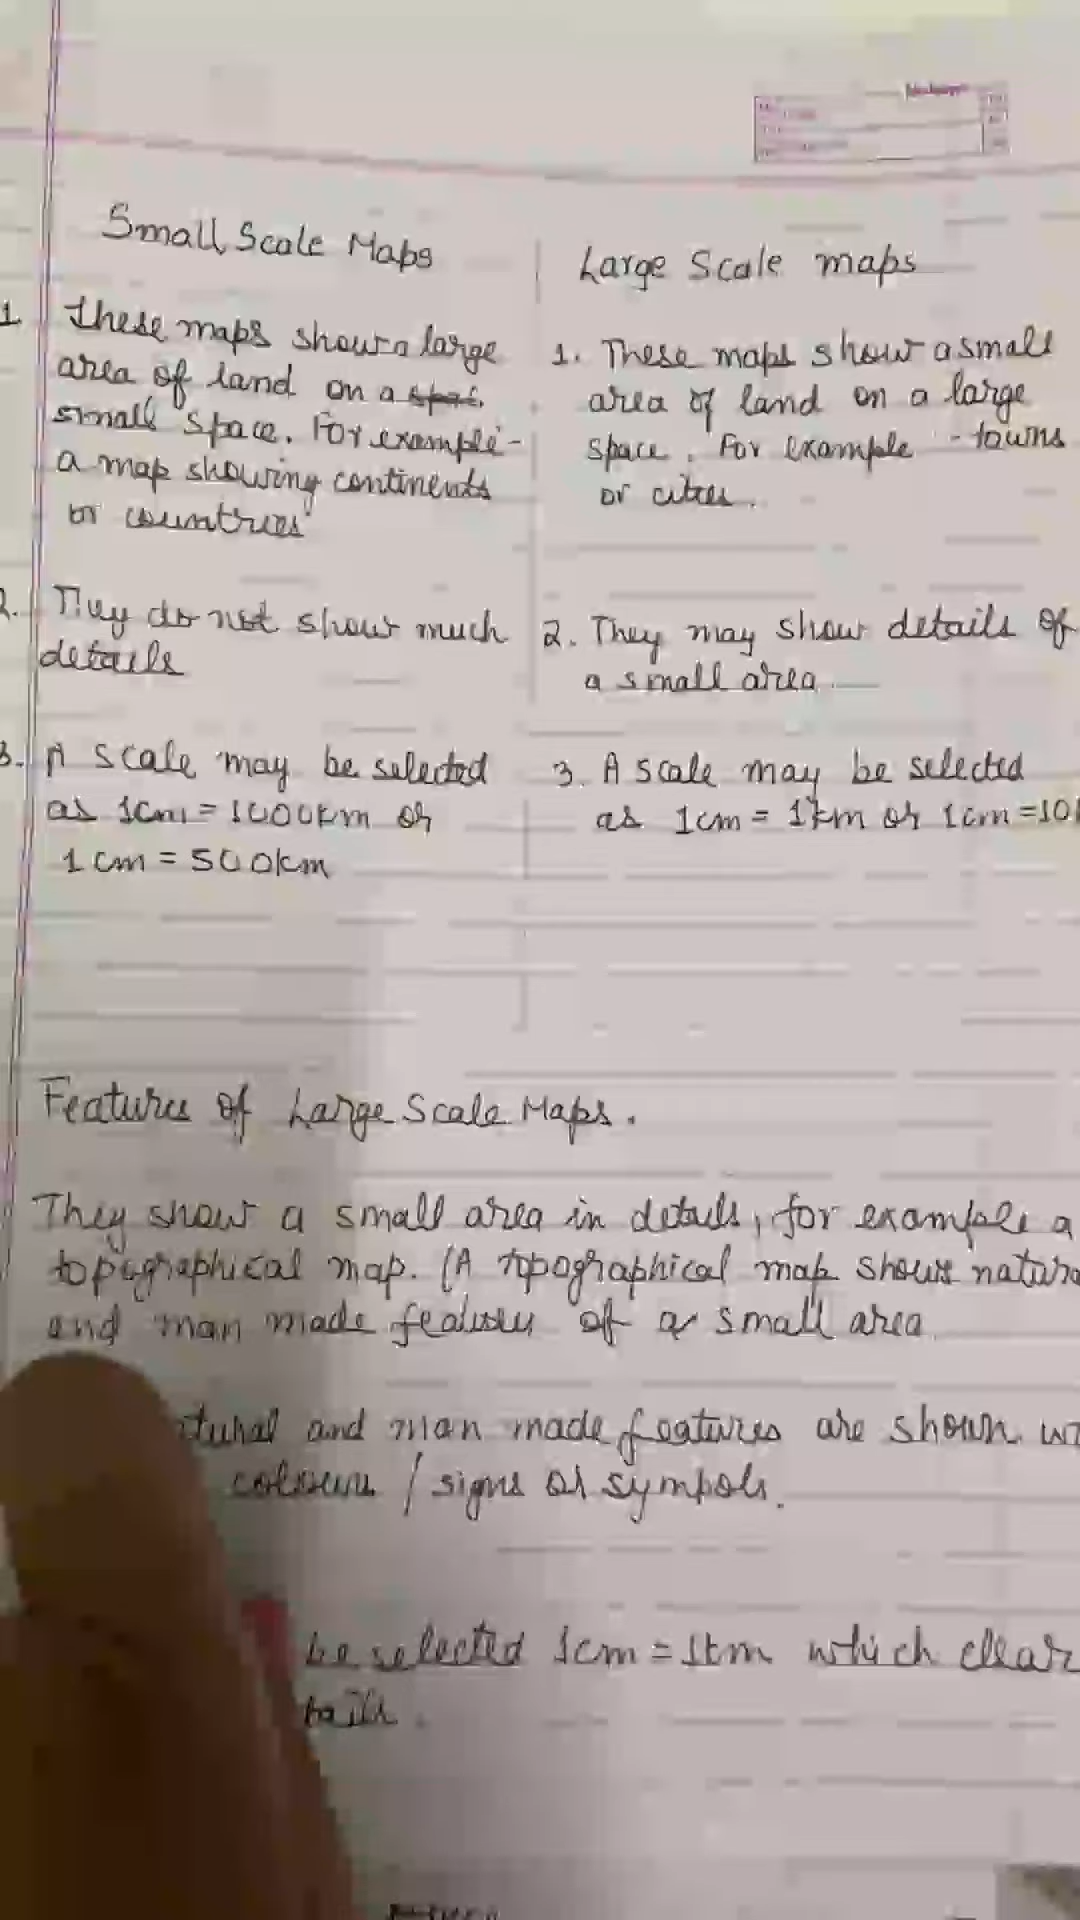 Small Scale Maps
1. These maps show a large
area of land on a spac.
small space. For example -
a map showing continents
or countries
2. They do not show much
details
3. A scale may be selected
as 1cm = 1000km or
1 cm = 500km
Large Scale maps
1. These maps show a small
area of land on a large
space. For example - towns
or cities.
2. They may show details of
a small area
3. A scale may be selected
as 1cm = 1km or 1cm = 10
Features of Large Scale Maps.
They show a small area in details, for example a
topographical map. (A topographical map shows natura
and man made features of a small area
tural and man made features are shown
colours / signs or symbols.
be selected 1cm = 1km which clear
tails.